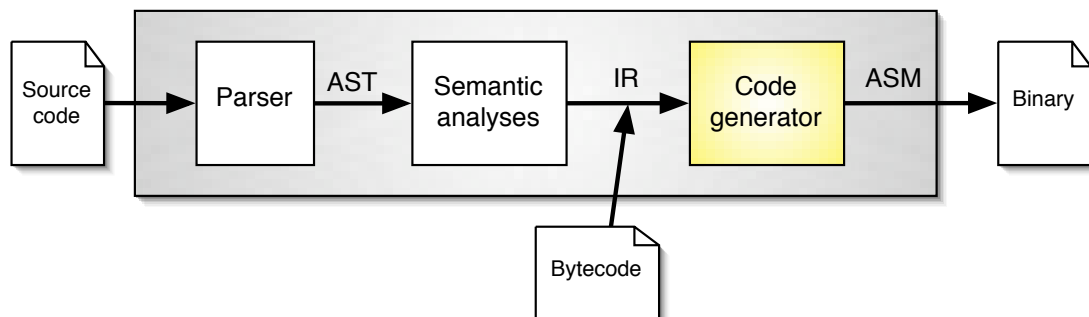 Source
code
Parser
AST
Semantic
analyses
IR
Code
generator
ASM
Binary
Bytecode